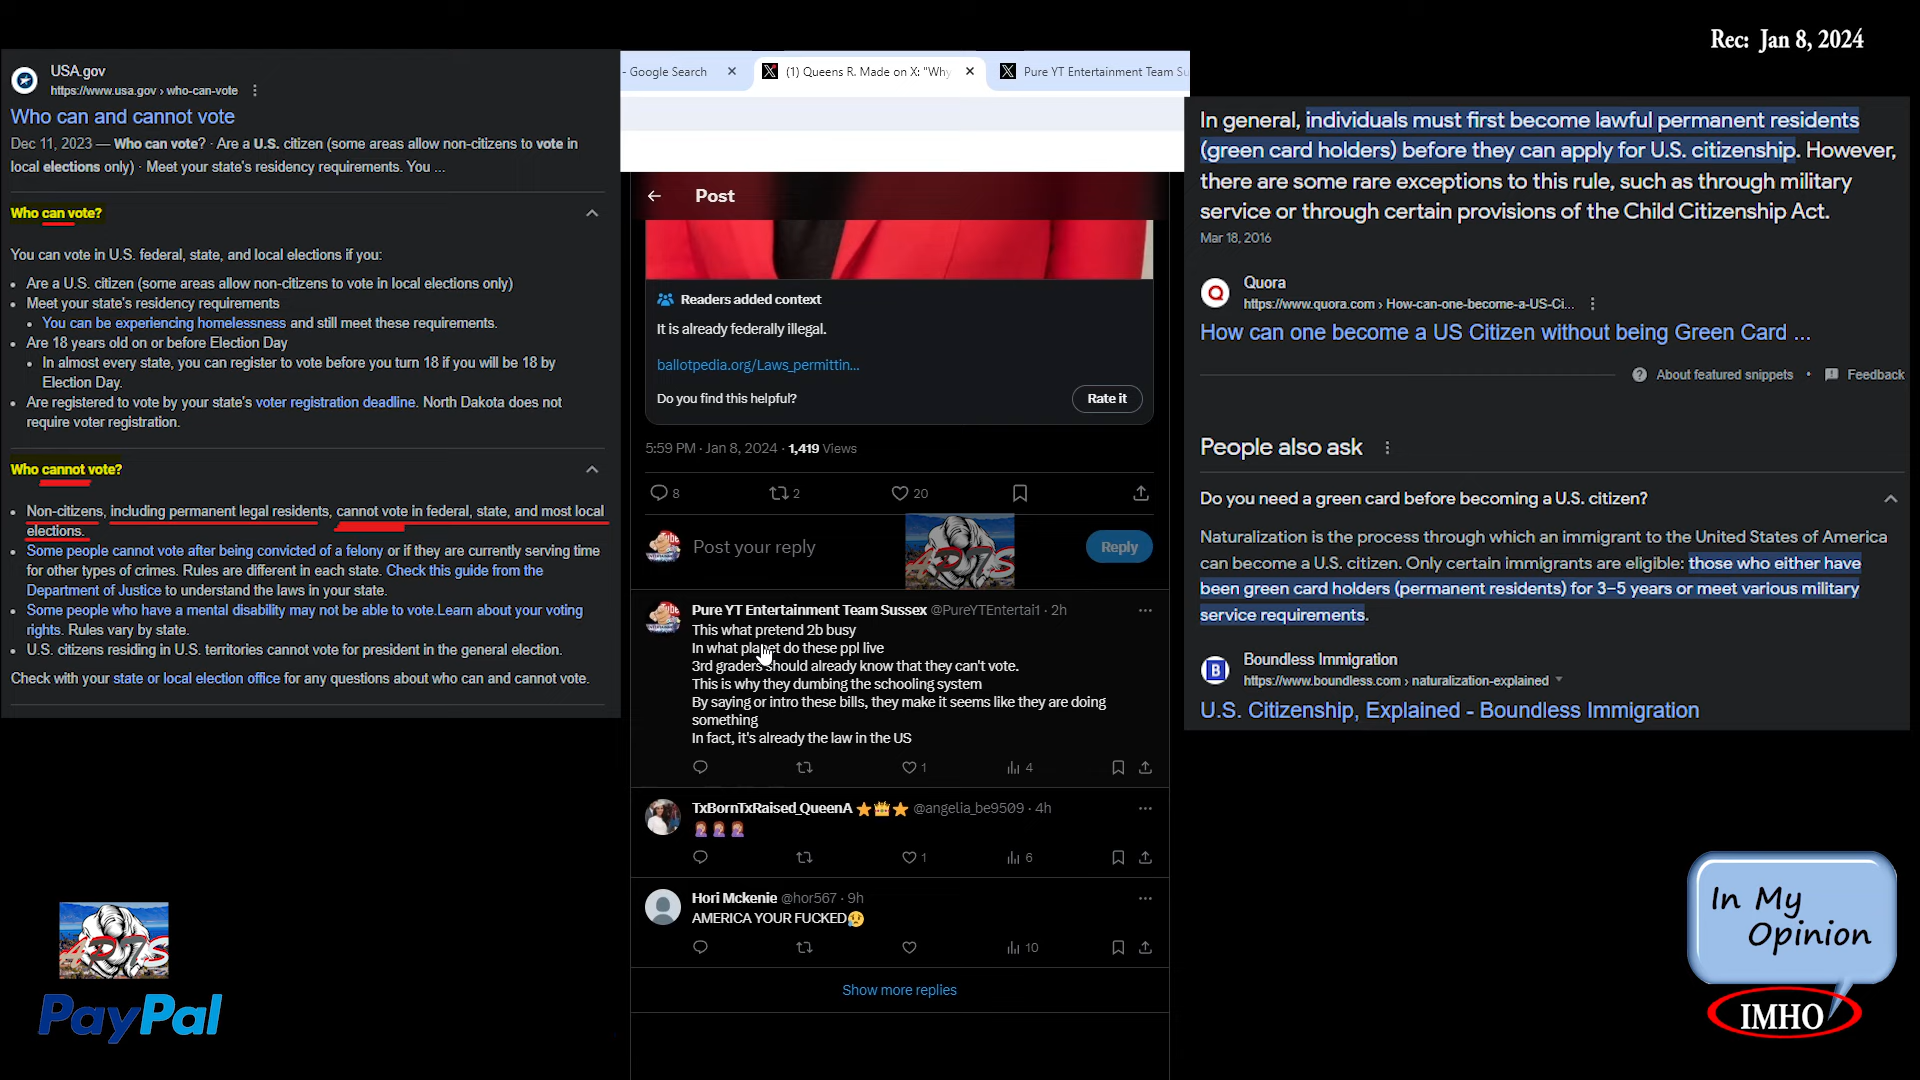 Rec: Jan 8, 2024
USA.gov
https://www.usa.gov › who-can-vote
Who can and cannot vote
Dec 11, 2023 — Who can vote? · Are a U.S. citizen (some areas allow non-citizens to vote in
local elections only) · Meet your state's residency requirements. You ...
Who can vote?
You can vote in U.S. federal, state, and local elections if you:
• Are a U.S. citizen (some areas allow non-citizens to vote in local elections only)
• Meet your state's residency requirements
• You can be experiencing homelessness and still meet these requirements.
• Are 18 years old on or before Election Day
• In almost every state, you can register to vote before you turn 18 if you will be 18 by
Election Day.
• Are registered to vote by your state's voter registration deadline. North Dakota does not
require voter registration.
Who cannot vote?
• Non-citizens, including permanent legal residents, cannot vote in federal, state, and most local
elections.
• Some people cannot vote after being convicted of a felony or if they are currently serving time
for other types of crimes. Rules are different in each state. Check this guide from the
Department of Justice to understand the laws in your state.
• Some people who have a mental disability may not be able to vote.Learn about your voting
rights. Rules vary by state.
• U.S. citizens residing in U.S. territories cannot vote for president in the general election.
Check with your state or local election office for any questions about who can and cannot vote.
PayPal
- Google Search
(1) Queens R. Made on X: "Why
Pure YT Entertainment Team Su
Post
Readers added context
It is already federally illegal.
ballotpedia.org/Laws_permittin...
Do you find this helpful?
Rate it
5:59 PM · Jan 8, 2024 · 1,419 Views
8
2
20
Post your reply
Reply
Pure YT Entertainment Team Sussex @PureYTEntertai1 · 2h
This what pretend 2b busy
In what planet do these ppl live
3rd graders should already know that they can't vote.
This is why they dumbing the schooling system
By saying or intro these bills, they make it seems like they are doing
something
In fact, it's already the law in the US
1
4
TxBornTxRaised_QueenA ⭐👑⭐ @angelia_be9509 · 4h
🤦🏽‍♀️🤦🏽‍♀️🤦🏽‍♀️
1
6
Hori Mckenie @hor567 · 9h
AMERICA YOUR FUCKED😥
10
Show more replies
In general, individuals must first become lawful permanent residents
(green card holders) before they can apply for U.S. citizenship. However,
there are some rare exceptions to this rule, such as through military
service or through certain provisions of the Child Citizenship Act.
Mar 18, 2016
Quora
https://www.quora.com › How-can-one-become-a-US-Ci...
How can one become a US Citizen without being Green Card ...
About featured snippets • Feedback
People also ask
Do you need a green card before becoming a U.S. citizen?
Naturalization is the process through which an immigrant to the United States of America
can become a U.S. citizen. Only certain immigrants are eligible: those who either have
been green card holders (permanent residents) for 3–5 years or meet various military
service requirements.
Boundless Immigration
https://www.boundless.com › naturalization-explained
U.S. Citizenship, Explained - Boundless Immigration
In My
Opinion
IMHO